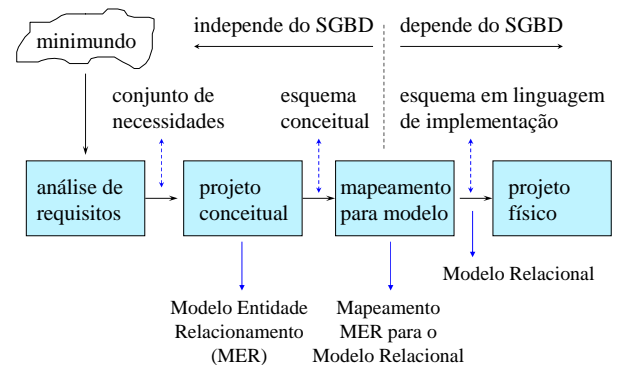 independe do SGBD
depende do SGBD
minimundo
conjunto de
necessidades
esquema
conceitual
esquema em linguagem
de implementação
análise de
requisitos
projeto
conceitual
mapeamento
para modelo
projeto
físico
Modelo Relacional
Modelo Entidade
Relacionamento
(MER)
Mapeamento
MER para o
Modelo Relacional